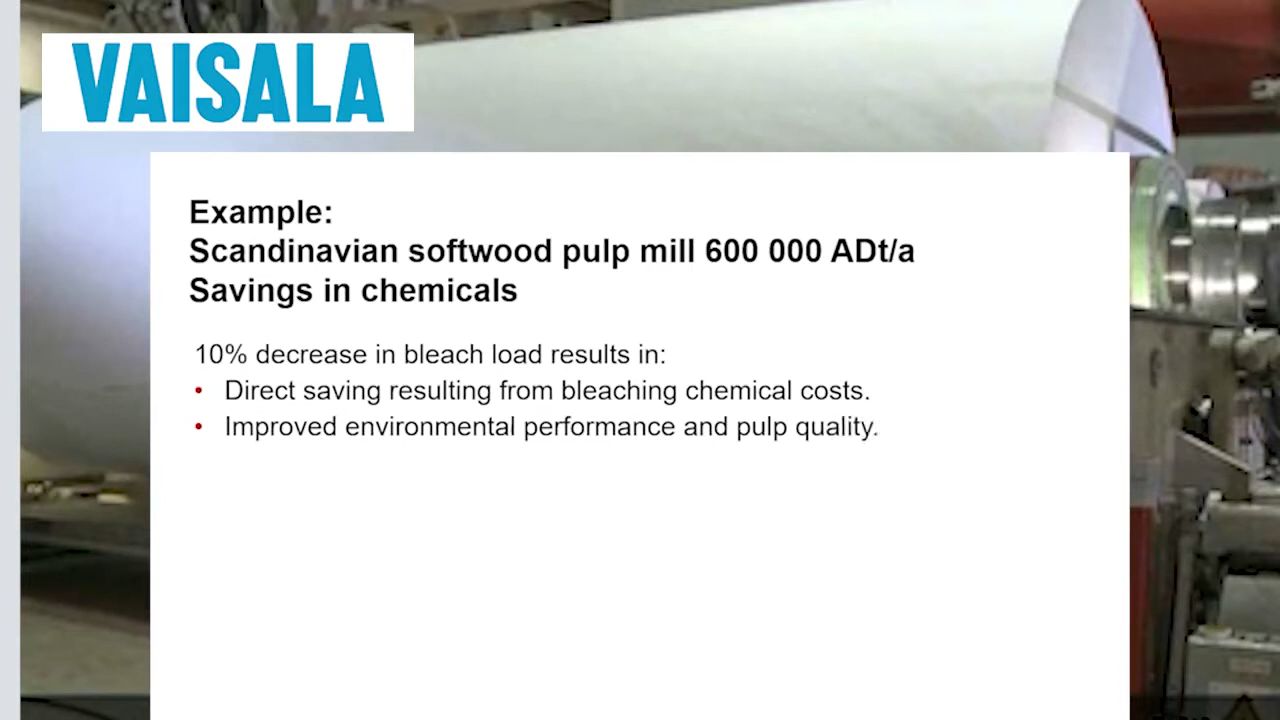 VAISALA
Example:
Scandinavian softwood pulp mill 600 000 ADt/a
Savings in chemicals
10% decrease in bleach load results in:
• Direct saving resulting from bleaching chemical costs.
• Improved environmental performance and pulp quality.